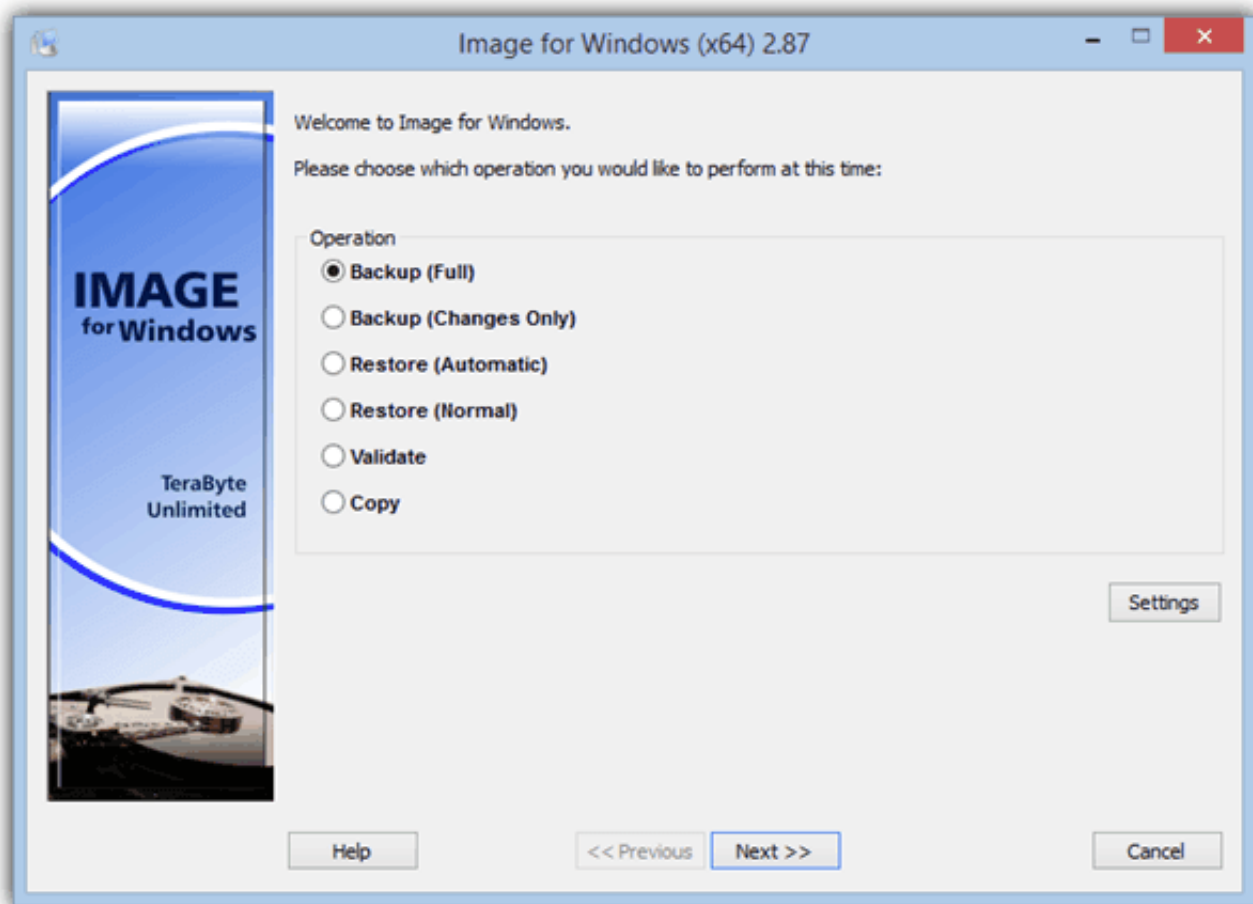 Image for Windows (x64) 2.87
IMAGE
for Windows
TeraByte
Unlimited
Welcome to Image for Windows.
Please choose which operation you would like to perform at this time:
Operation
Backup (Full)
Backup (Changes Only)
Restore (Automatic)
Restore (Normal)
Validate
Copy
Settings
Help
<< Previous
Next >>
Cancel